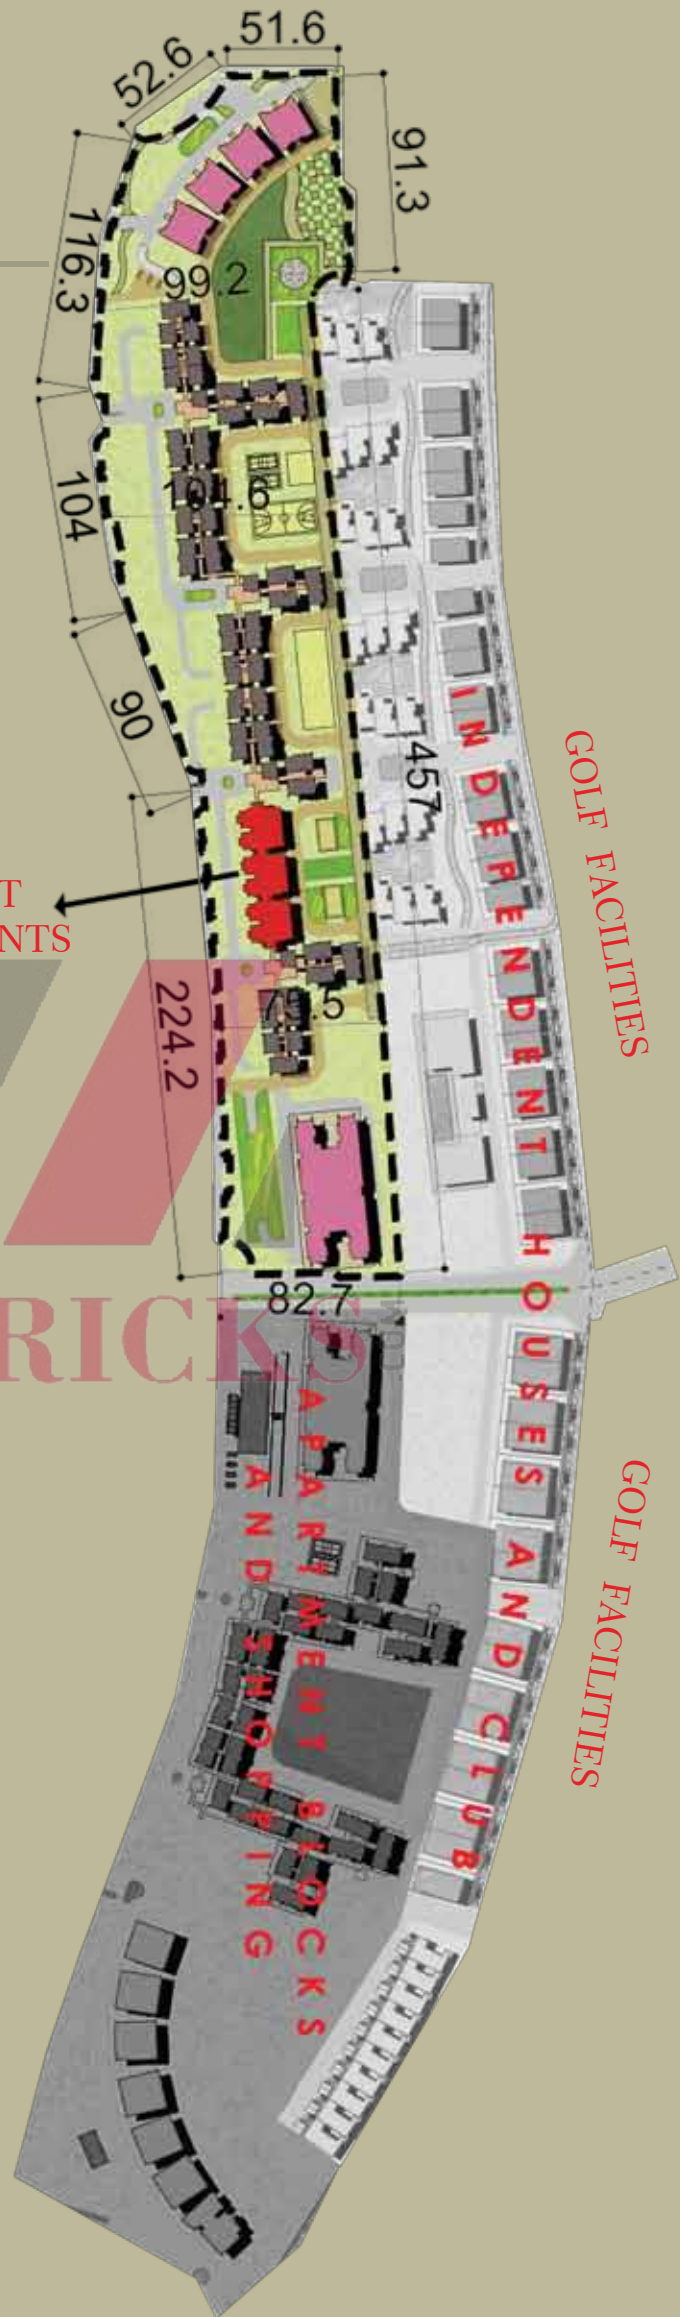 51.6
52.6
91.3
116.3
99.2
104
104.6
90
457
INDEPENDENT HOUSES AND CLUB
GOLF FACILITIES
T
NTS
224.2
75.5
82.7
RICKS
APARTMENT BLOCKS
AND SHOPPING
GOLF FACILITIES